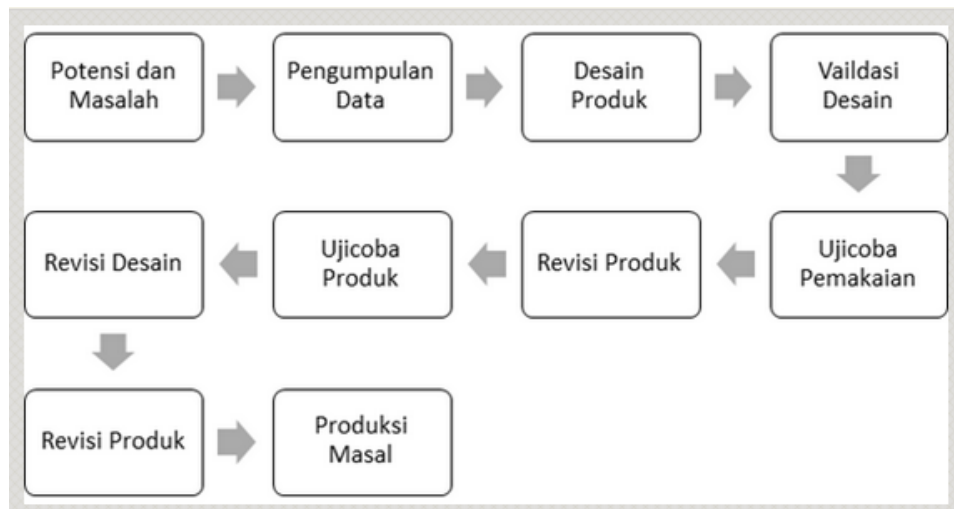 Potensi dan
Masalah
Pengumpulan
Data
Desain
Produk
Vaildasi
Desain
Ujicoba
Pemakaian
Revisi Produk
Ujicoba
Produk
Revisi Desain
Revisi Produk
Produksi
Masal